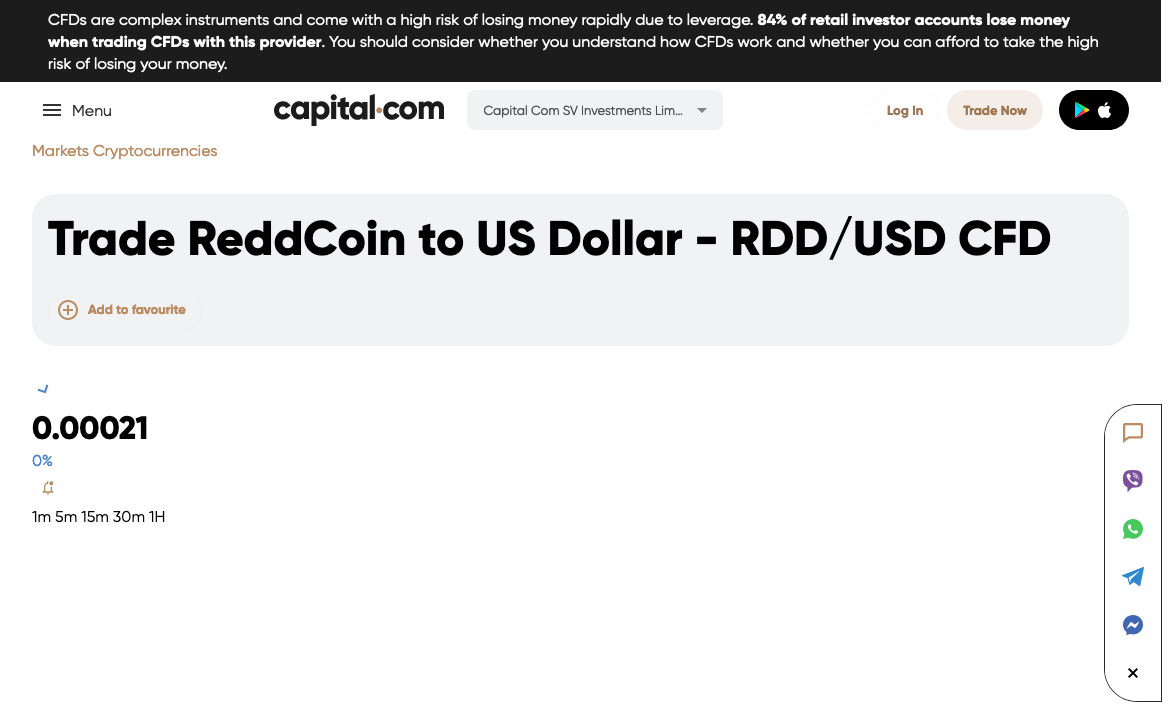 CFDs are complex instruments and come with a high risk of losing money rapidly due to leverage. 84% of retail investor accounts lose money
when trading CFDs with this provider. You should consider whether you understand how CFDs work and whether you can afford to take the high
risk of losing your money.
Menu
capital.com
Capital Com SV Investments Lim...
Log In
Trade Now
Markets Cryptocurrencies
Trade ReddCoin to US Dollar - RDD/USD CFD
Add to favourite
0.00021
0%
1m 5m 15m 30m 1H